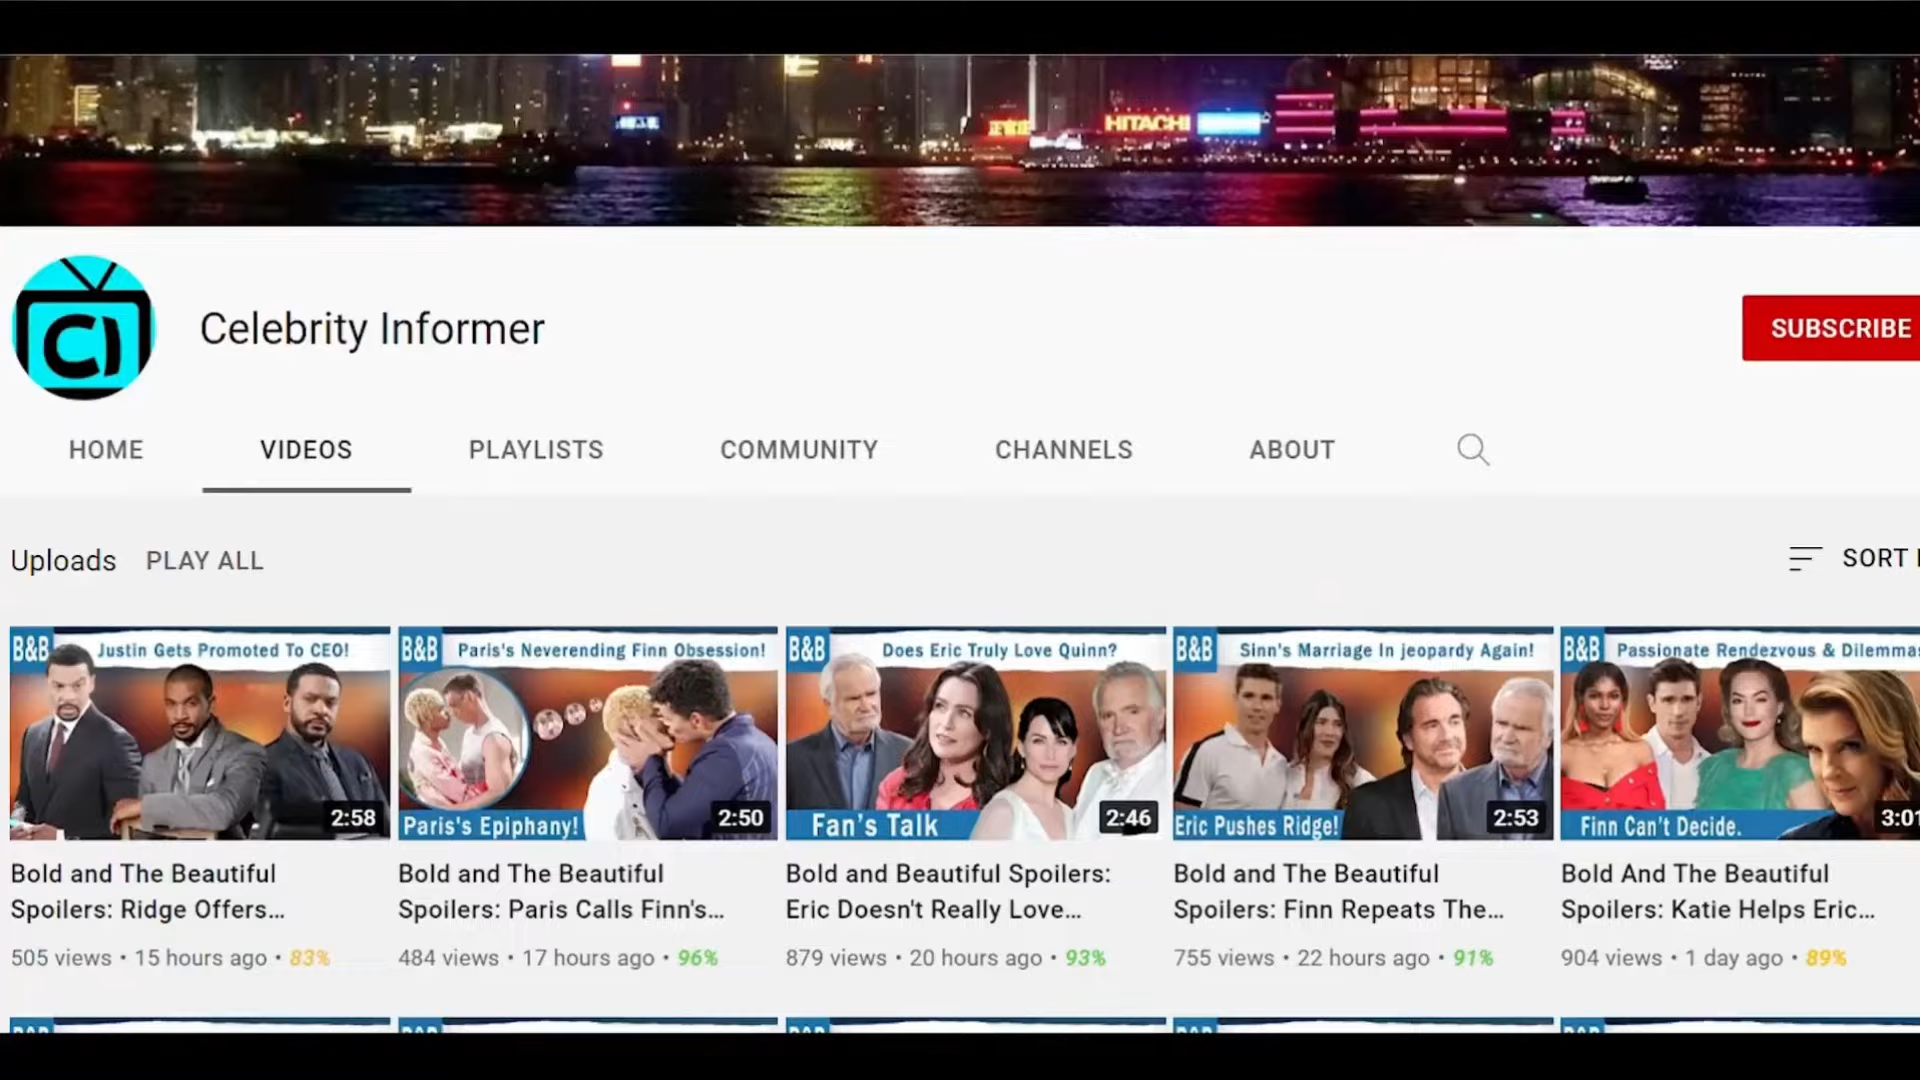 HITACHI
CI
Celebrity Informer
SUBSCRIBE
HOME
VIDEOS
PLAYLISTS
COMMUNITY
CHANNELS
ABOUT
Uploads
PLAY ALL
SORT
B&B
Justin Gets Promoted To CEO!
2:58
B&B
Paris's Neverending Finn Obsession!
Paris's Epiphany!
2:50
B&B
Does Eric Truly Love Quinn?
Fan's Talk
2:46
B&B
Sinn's Marriage In jeopardy Again!
Eric Pushes Ridge!
2:53
B&B
Passionate Rendezvous & Dilemmas
Finn Can't Decide.
3:01
Bold and The Beautiful
Spoilers: Ridge Offers...
505 views • 15 hours ago • 83%
Bold and The Beautiful
Spoilers: Paris Calls Finn's...
484 views • 17 hours ago • 96%
Bold and Beautiful Spoilers:
Eric Doesn't Really Love...
879 views • 20 hours ago • 93%
Bold and The Beautiful
Spoilers: Finn Repeats The...
755 views • 22 hours ago • 91%
Bold And The Beautiful
Spoilers: Katie Helps Eric...
904 views • 1 day ago • 89%